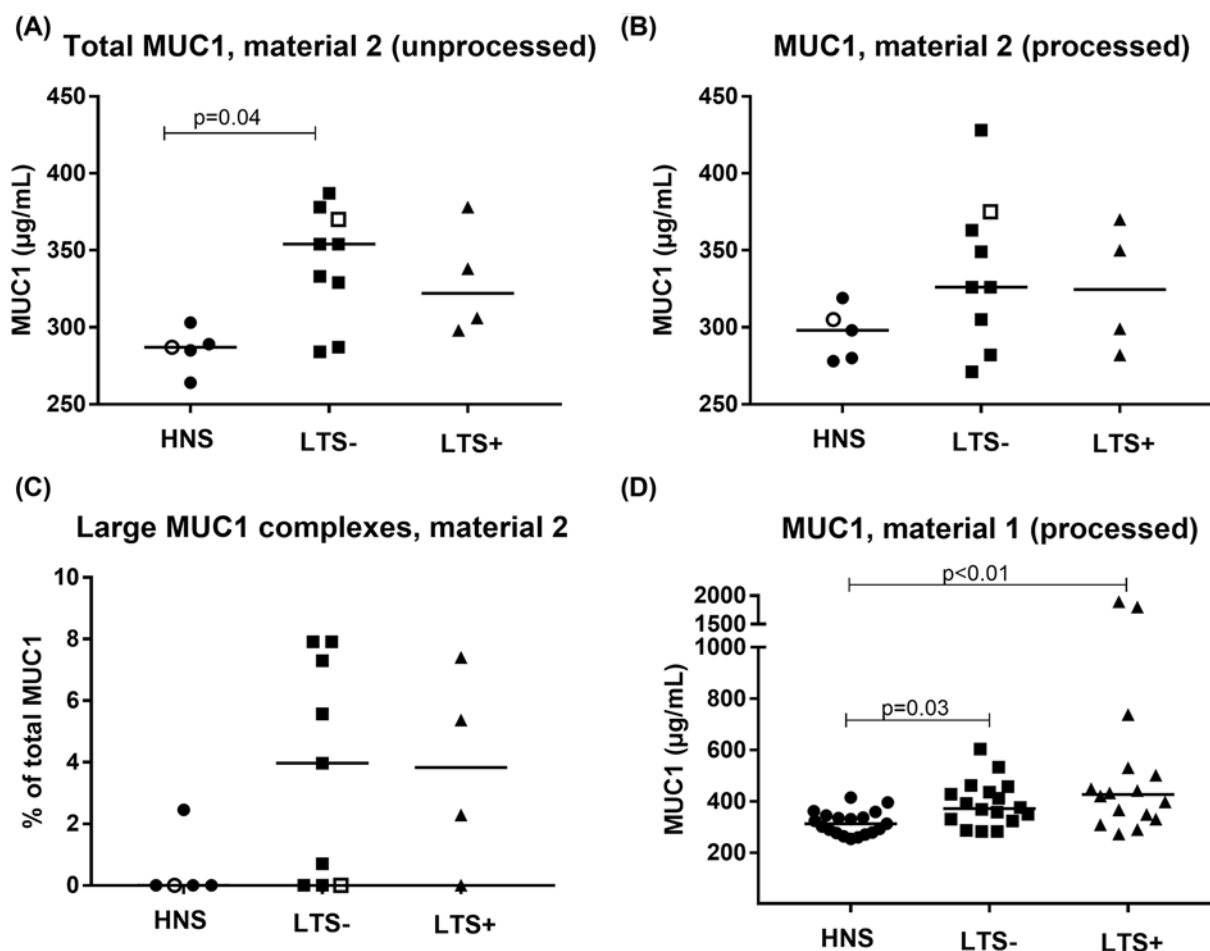 (A)
Total MUC1, material 2 (unprocessed)
MUC1 (µg/mL)
450
400
350
300
250
p=0.04
HNS
LTS-
LTS+
(B)
MUC1, material 2 (processed)
MUC1 (µg/mL)
450
400
350
300
250
HNS
LTS-
LTS+
(C)
Large MUC1 complexes, material 2
% of total MUC1
10
8
6
4
2
0
HNS
LTS-
LTS+
(D)
MUC1, material 1 (processed)
MUC1 (µg/mL)
2000
1500
1000
800
600
400
200
p<0.01
p=0.03
HNS
LTS-
LTS+